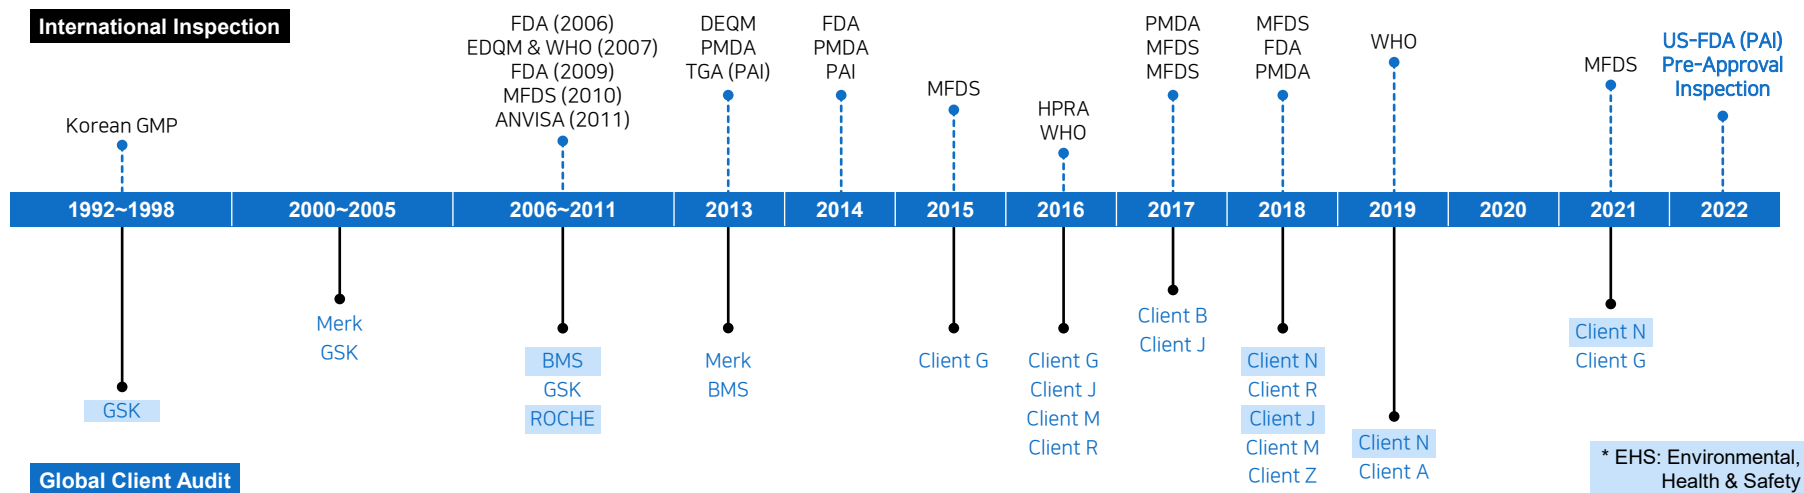 International Inspection
Korean GMP
FDA (2006)
EDQM & WHO (2007)
FDA (2009)
MFDS (2010)
ANVISA (2011)
DEQM
PMDA
TGA (PAI)
FDA
PMDA
PAI
MFDS
HPRA
WHO
PMDA
MFDS
MFDS
MFDS
FDA
PMDA
WHO
MFDS
US-FDA (PAI)
Pre-Approval
Inspection
1992~1998
2000~2005
2006~2011
2013
2014
2015
2016
2017
2018
2019
2020
2021
2022
GSK
Merk
GSK
BMS
GSK
ROCHE
Merk
BMS
Client G
Client G
Client J
Client M
Client R
Client B
Client J
Client N
Client R
Client J
Client M
Client Z
Client N
Client A
Client N
Client G
Global Client Audit
* EHS: Environmental,
Health & Safety